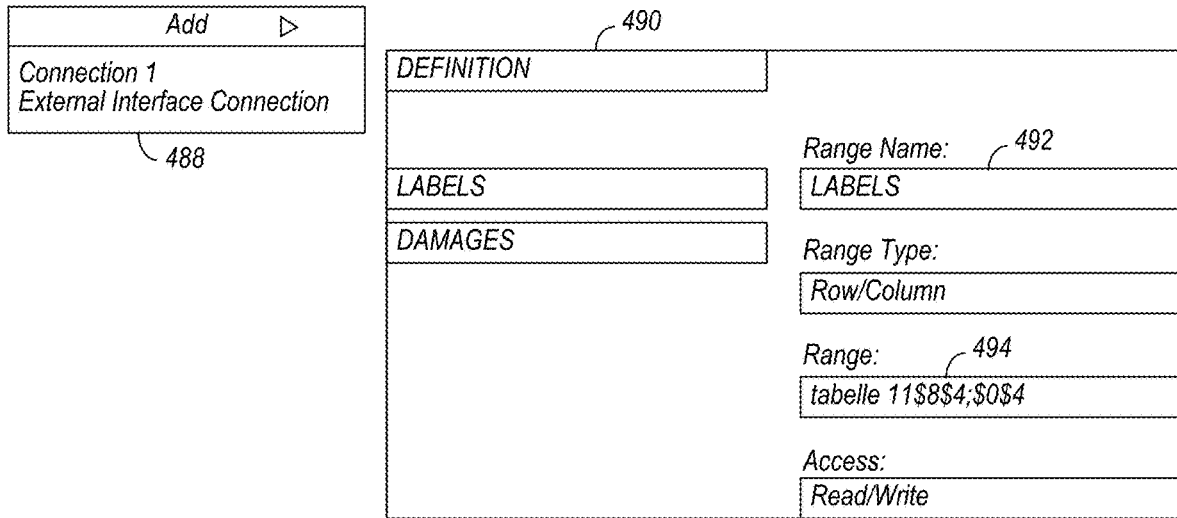 Add
Connection 1
External Interface Connection
488
490
DEFINITION
LABELS
DAMAGES
Range Name:
492
LABELS
Range Type:
Row/Column
Range:
494
tabelle 11$8$4;$0$4
Access:
Read/Write